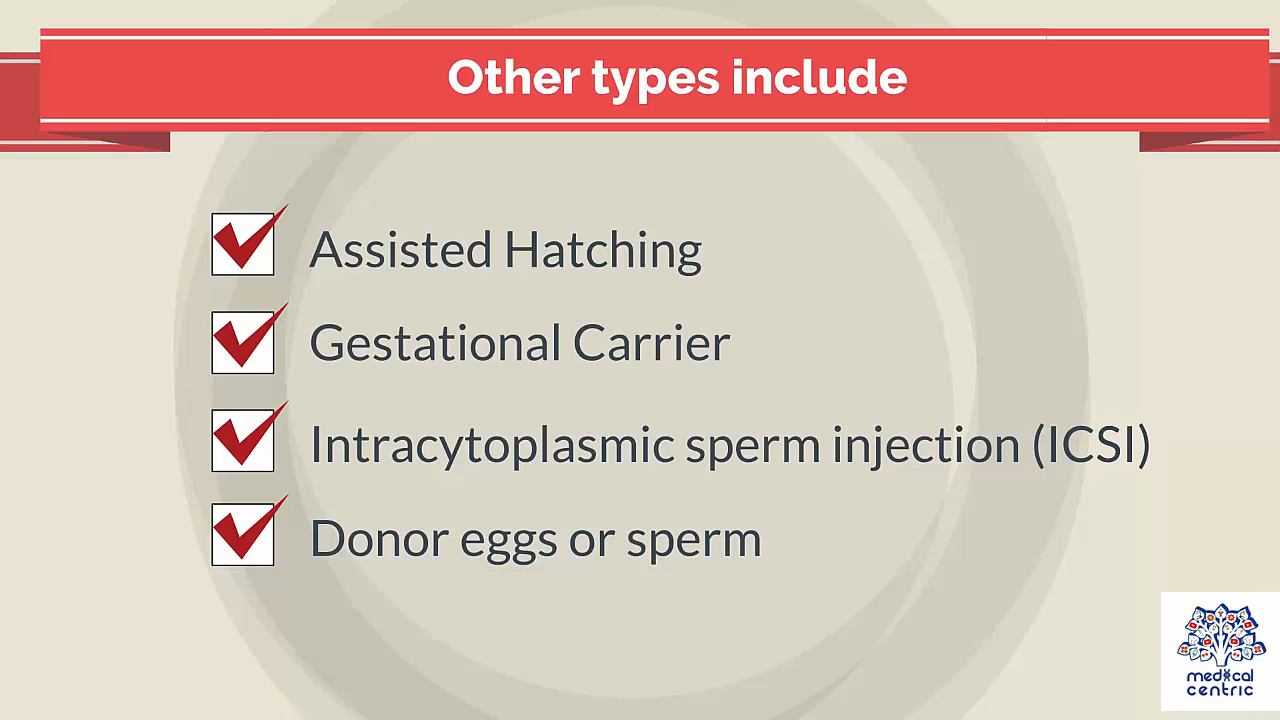 Other types include
Assisted Hatching
Gestational Carrier
Intracytoplasmic sperm injection (ICSI)
Donor eggs or sperm
medical
centric